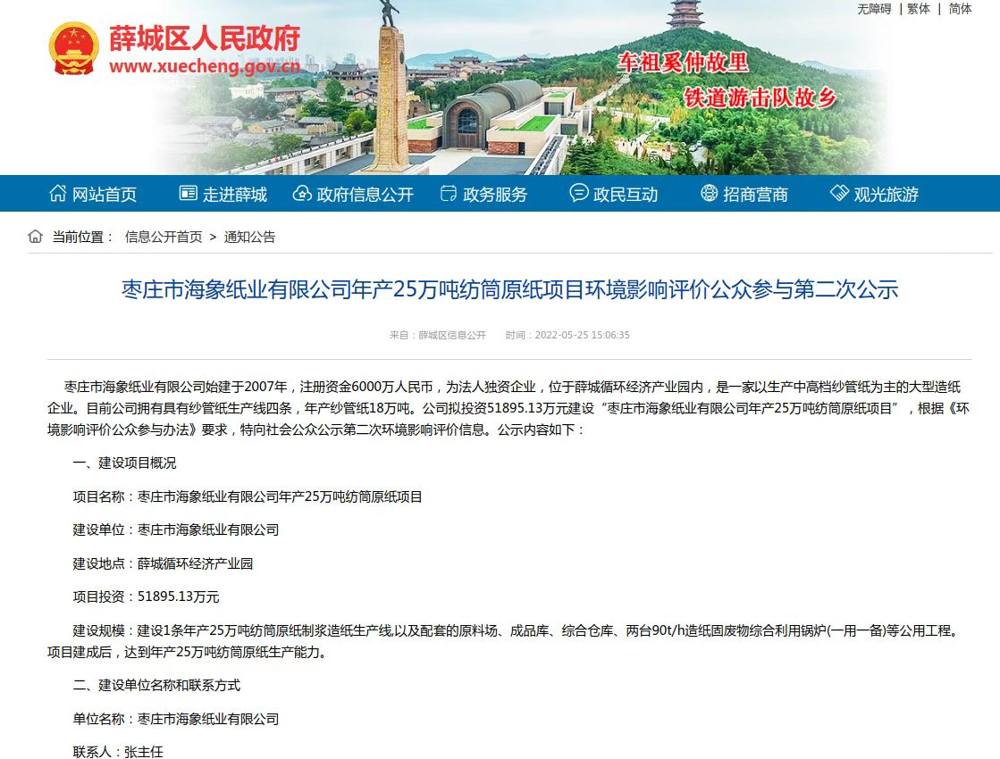 无障碍 | 繁体 | 简体
薛城区人民政府
www.xuecheng.gov.cn
车祖奚仲故里
铁道游击队故乡
网站首页 走进薛城 政府信息公开 政务服务 政民互动 招商营商 观光旅游
当前位置： 信息公开首页 > 通知公告
枣庄市海象纸业有限公司年产25万吨纺筒原纸项目环境影响评价公众参与第二次公示
来自：薛城区信息公开 时间：2022-05-25 15:06:35
枣庄市海象纸业有限公司始建于2007年，注册资金6000万人民币，为法人独资企业，位于薛城循环经济产业园内，是一家以生产中高档纱管纸为主的大型造纸
企业。目前公司拥有具有纱管纸生产线四条，年产纱管纸18万吨。公司拟投资51895.13万元建设“枣庄市海象纸业有限公司年产25万吨纺筒原纸项目”，根据《环
境影响评价公众参与办法》要求，特向社会公众公示第二次环境影响评价信息。公示内容如下：
一、建设项目概况
项目名称：枣庄市海象纸业有限公司年产25万吨纺筒原纸项目
建设单位：枣庄市海象纸业有限公司
建设地点：薛城循环经济产业园
项目投资：51895.13万元
建设规模：建设1条年产25万吨纺筒原纸制浆造纸生产线,以及配套的原料场、成品库、综合仓库、两台90t/h造纸固废物综合利用锅炉(一用一备)等公用工程。
项目建成后，达到年产25万吨纺筒原纸生产能力。
二、建设单位名称和联系方式
单位名称：枣庄市海象纸业有限公司
联系人：张主任